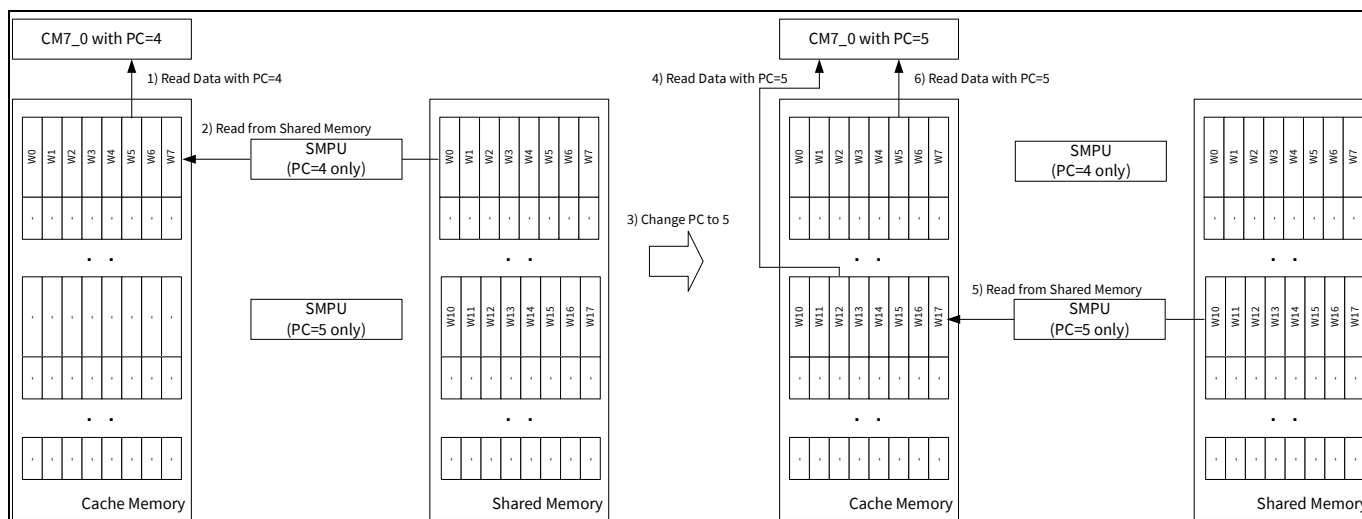 CM7_0 with PC=4
1) Read Data with PC=4
2) Read from Shared Memory
W0 W1 W2 W3 W4 W5 W6 W7
SMPU
(PC=4 only)
W0 W1 W2 W3 W4 W5 W6 W7
- - - - - - - -
- - - - - - - -
. .
. .
- - - - - - - -
SMPU
(PC=5 only)
W10 W11 W12 W13 W14 W15 W16 W17
- - - - - - - -
- - - - - - - -
. .
. .
- - - - - - - -
- - - - - - - -
Cache Memory
Shared Memory
3) Change PC to 5
CM7_0 with PC=5
4) Read Data with PC=5
6) Read Data with PC=5
W0 W1 W2 W3 W4 W5 W6 W7
SMPU
(PC=4 only)
W0 W1 W2 W3 W4 W5 W6 W7
- - - - - - - -
- - - - - - - -
. .
. .
5) Read from Shared Memory
W10 W11 W12 W13 W14 W15 W16 W17
SMPU
(PC=5 only)
W10 W11 W12 W13 W14 W15 W16 W17
- - - - - - - -
- - - - - - - -
. .
. .
- - - - - - - -
- - - - - - - -
Cache Memory
Shared Memory